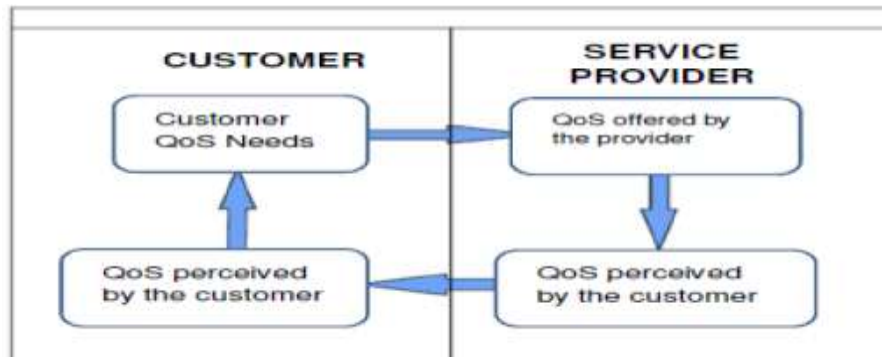 CUSTOMER
SERVICE
PROVIDER
Customer
QoS Needs
QoS offered by
the provider
QoS perceived
by the customer
QoS perceived
by the customer